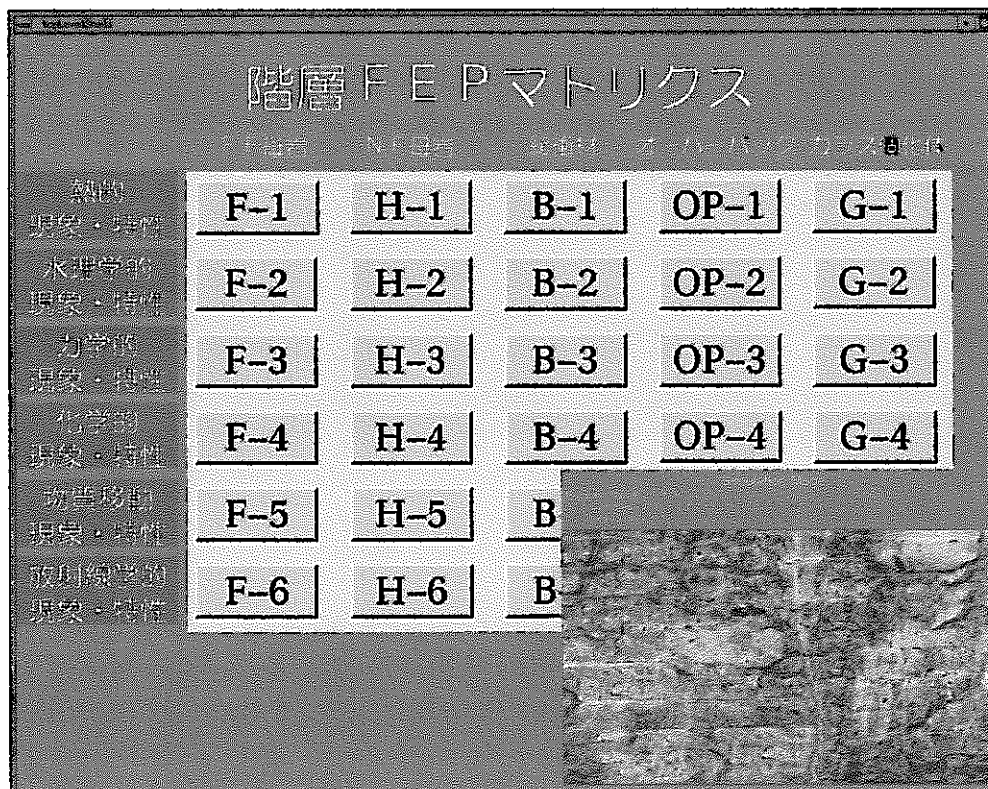 階層FEPマトリクス
熱的
現象・特性
F-1 H-1 B-1 OP-1 G-1
水理学的
現象・特性
F-2 H-2 B-2 OP-2 G-2
力学的
現象・特性
F-3 H-3 B-3 OP-3 G-3
化学的
現象・特性
F-4 H-4 B-4 OP-4 G-4
現象・特性
F-5 H-5 B
放射線学的
現象・特性
F-6 H-6 B-